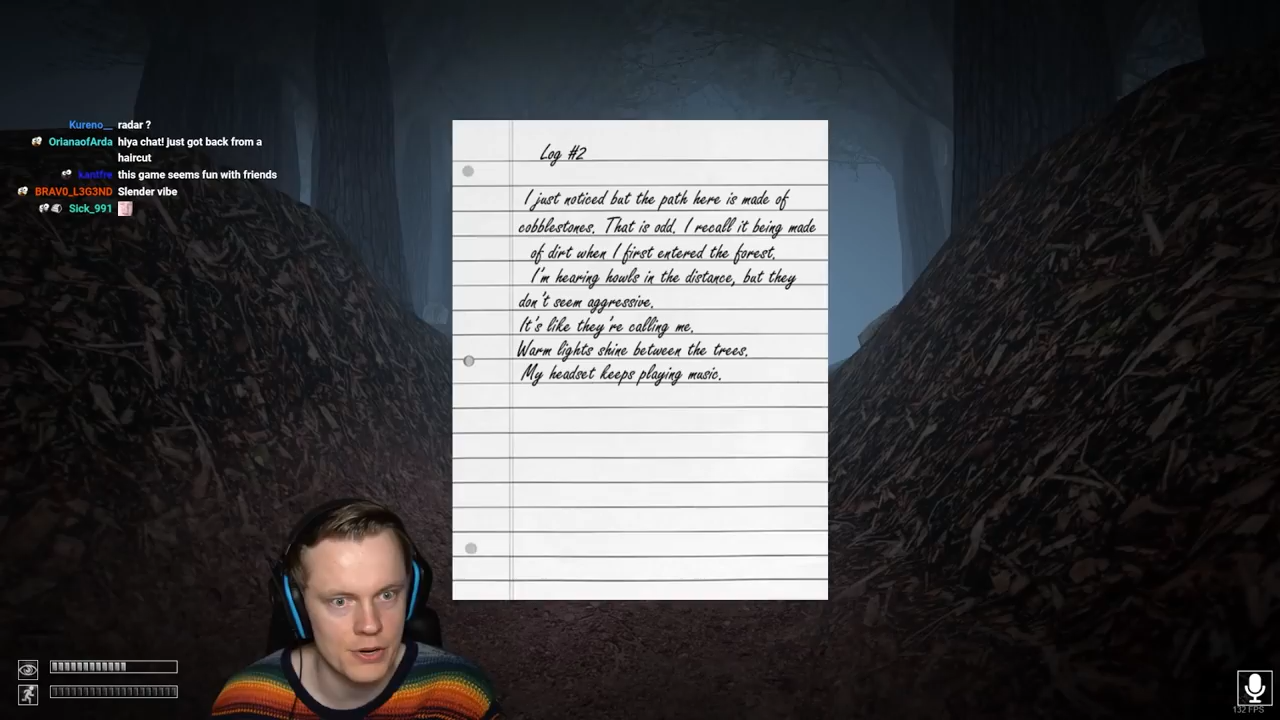 Kureno__ radar ?
OrianaofArda hiya chat! just got back from a
haircut
kantfre this game seems fun with friends
BRAV0_L3G3ND Slender vibe
Sick_991
Log #2
I just noticed but the path here is made of
cobblestones. That is odd. I recall it being made
of dirt when I first entered the forest.
I'm hearing howls in the distance, but they
don't seem aggressive.
It's like they're calling me.
Warm lights shine between the trees.
My headset keeps playing music.
132 FPS